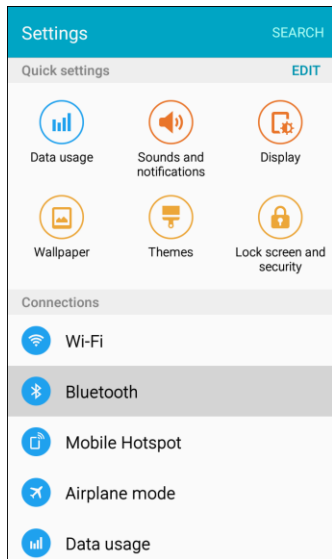 Settings SEARCH
Quick settings EDIT
Data usage
Sounds and
notifications
Display
Wallpaper
Themes
Lock screen and
security
Connections
Wi-Fi
Bluetooth
Mobile Hotspot
Airplane mode
Data usage